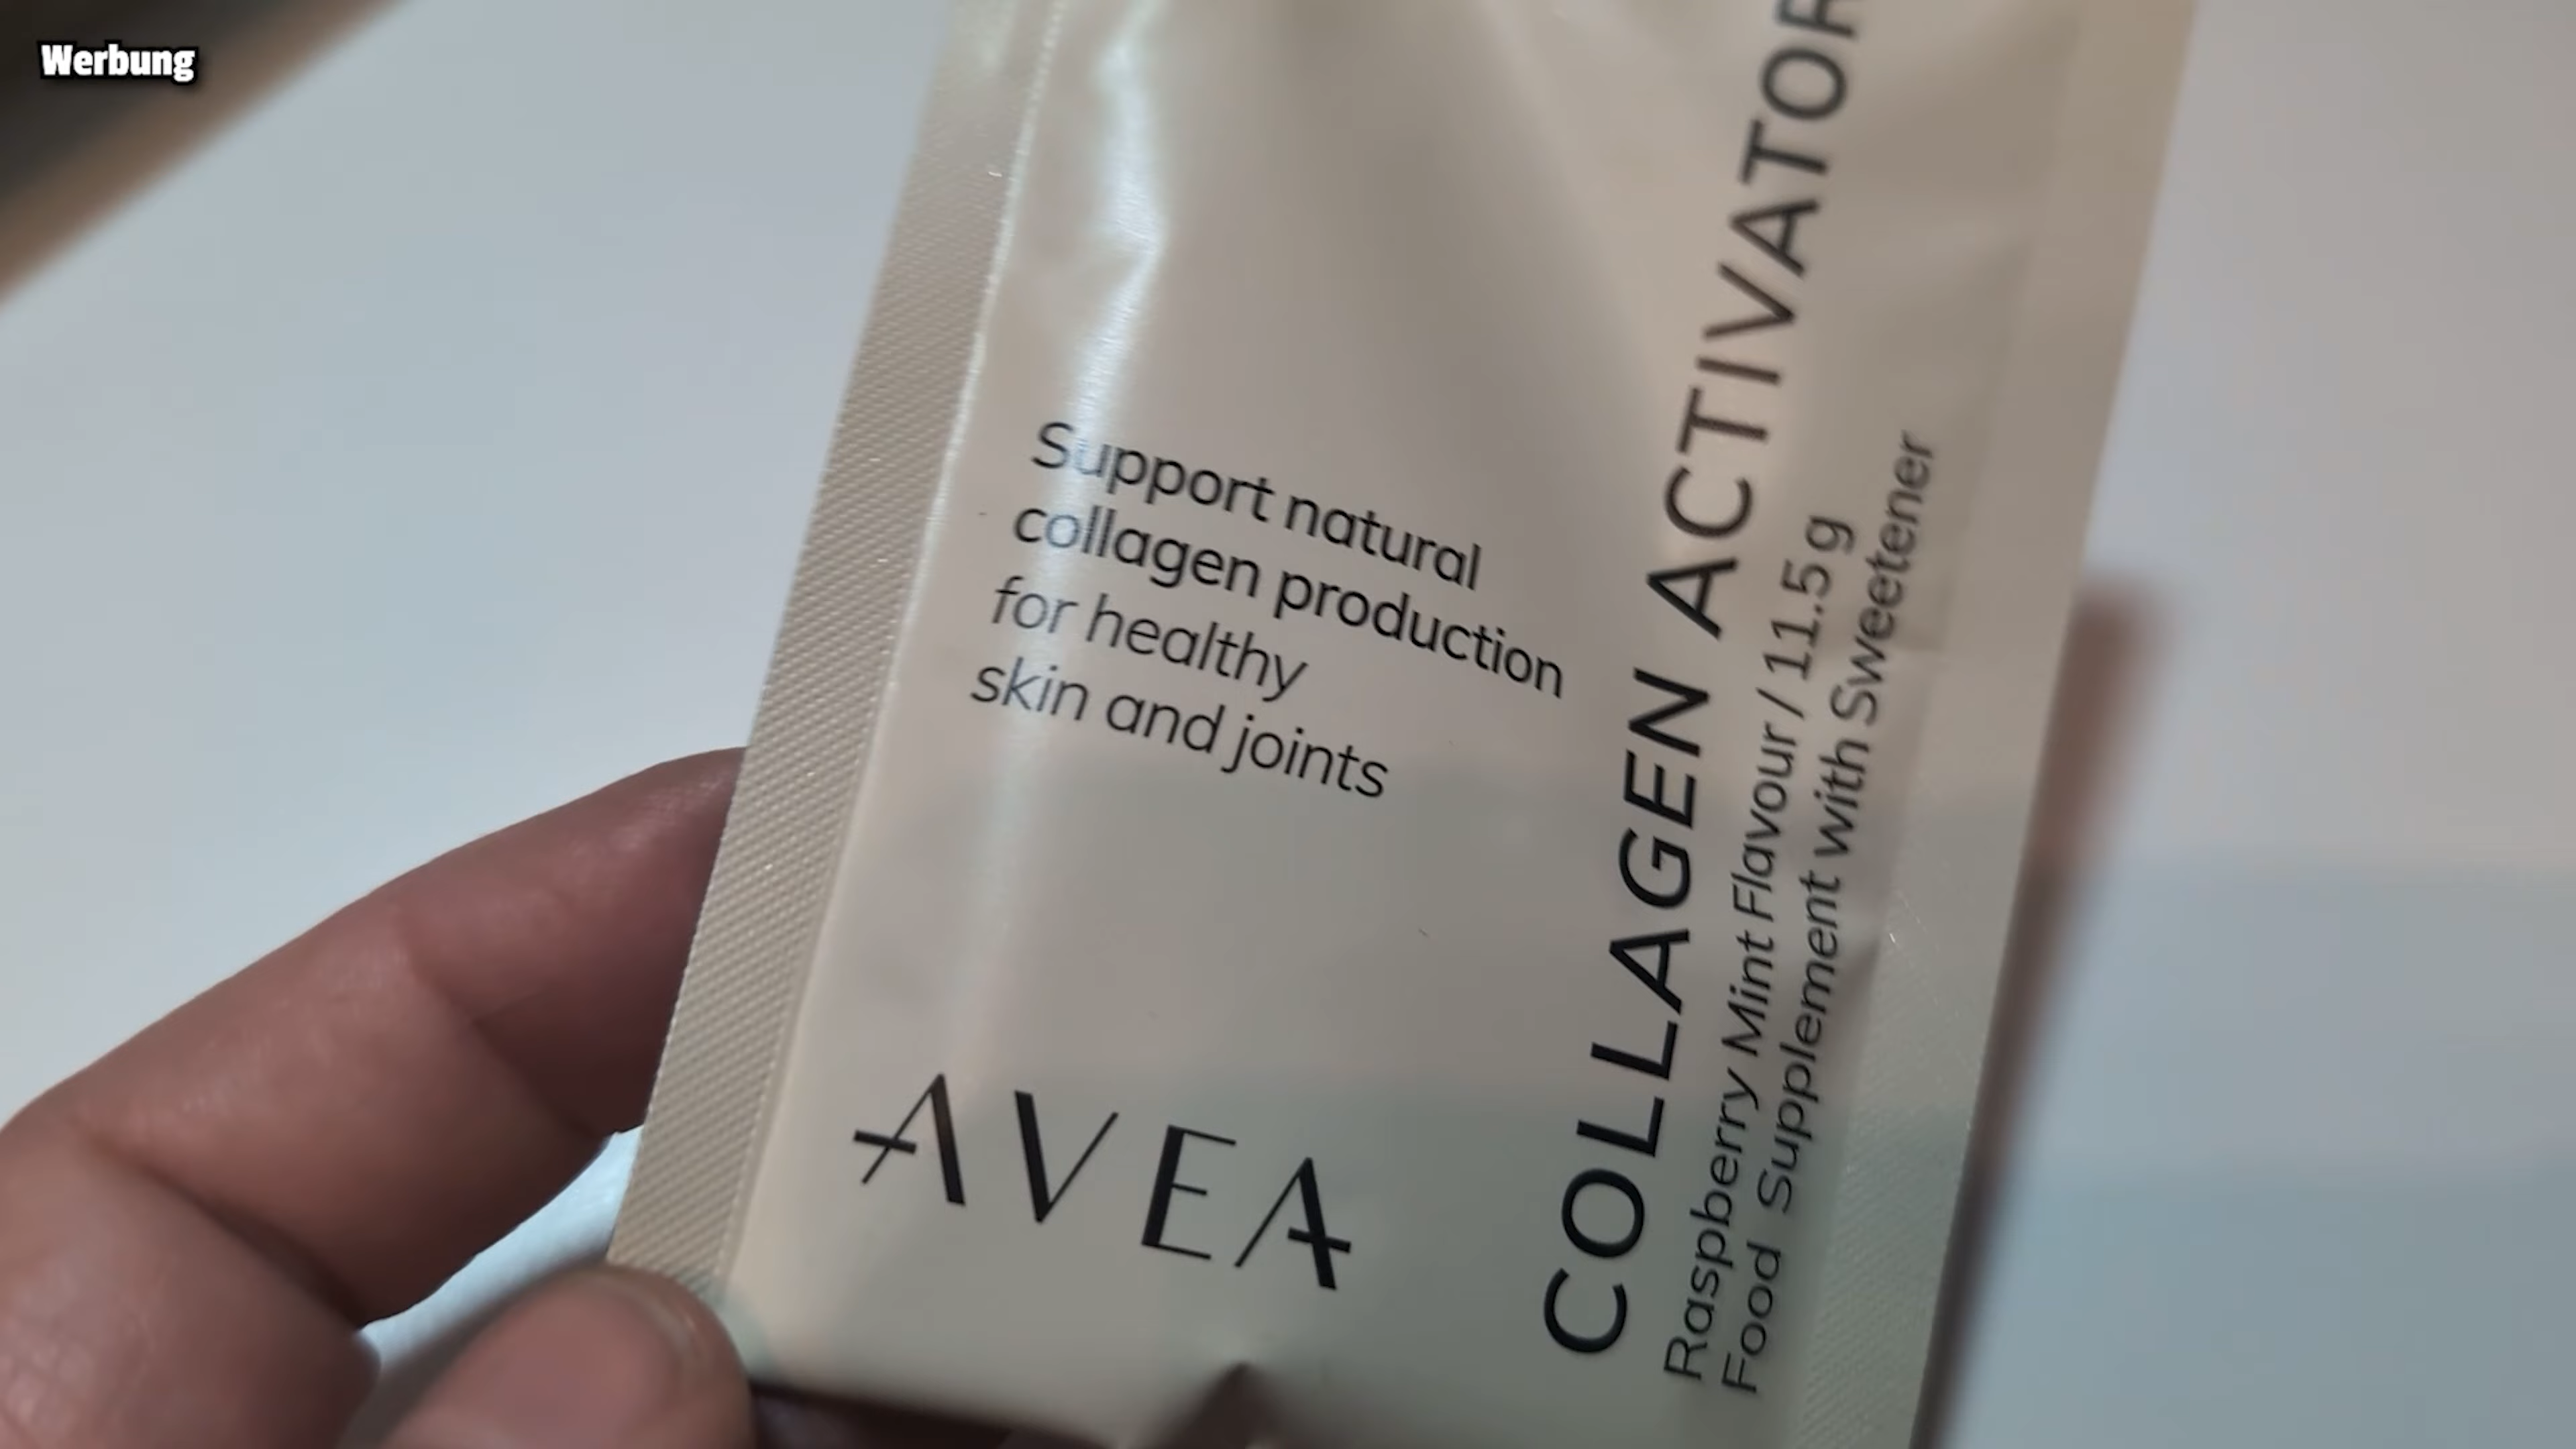 Werbung
Support natural
collagen production
for healthy
skin and joints
AVEA
COLLAGEN ACTIVATOR
Raspberry Mint Flavour / 11.5 g
Food Supplement with Sweetener